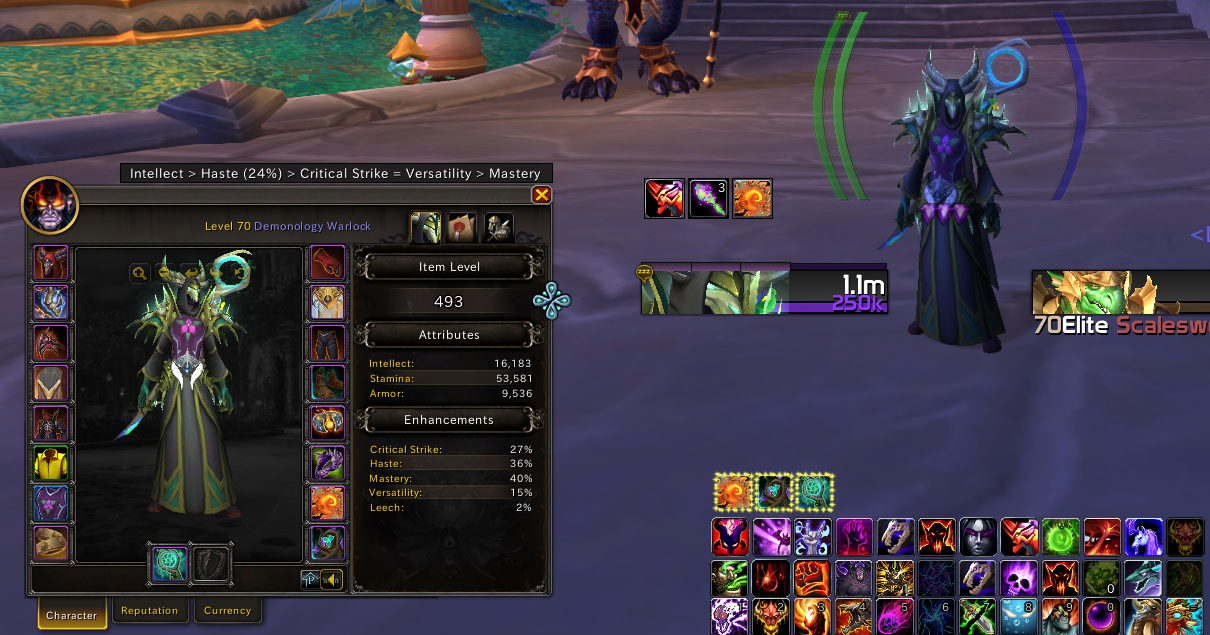 Intellect > Haste (24%) > Critical Strike = Versatility > Mastery
Level 70 Demonology Warlock
Item Level
493
Attributes
Intellect: 16,183
Stamina: 53,581
Armor: 9,536
Enhancements
Critical Strike: 27%
Haste: 36%
Mastery: 40%
Versatility: 15%
Leech: 2%
Character
Reputation
Currency
3
zzz
zzz
1.1m
250k
70Elite
0
2 3 4 5 6 7 8 9 0